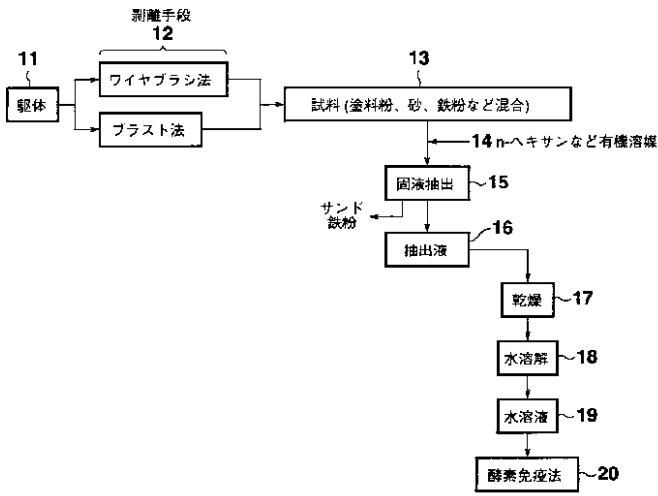 剥離手段
12
11
駆体
ワイヤブラシ法
ブラスト法
13
試料(塗料粉、砂、鉄粉など混合)
14 n-ヘキサンなど有機溶媒
固液抽出
15
サンド
鉄粉
16
抽出液
乾燥
17
水溶解
18
水溶液
19
酵素免疫法
20